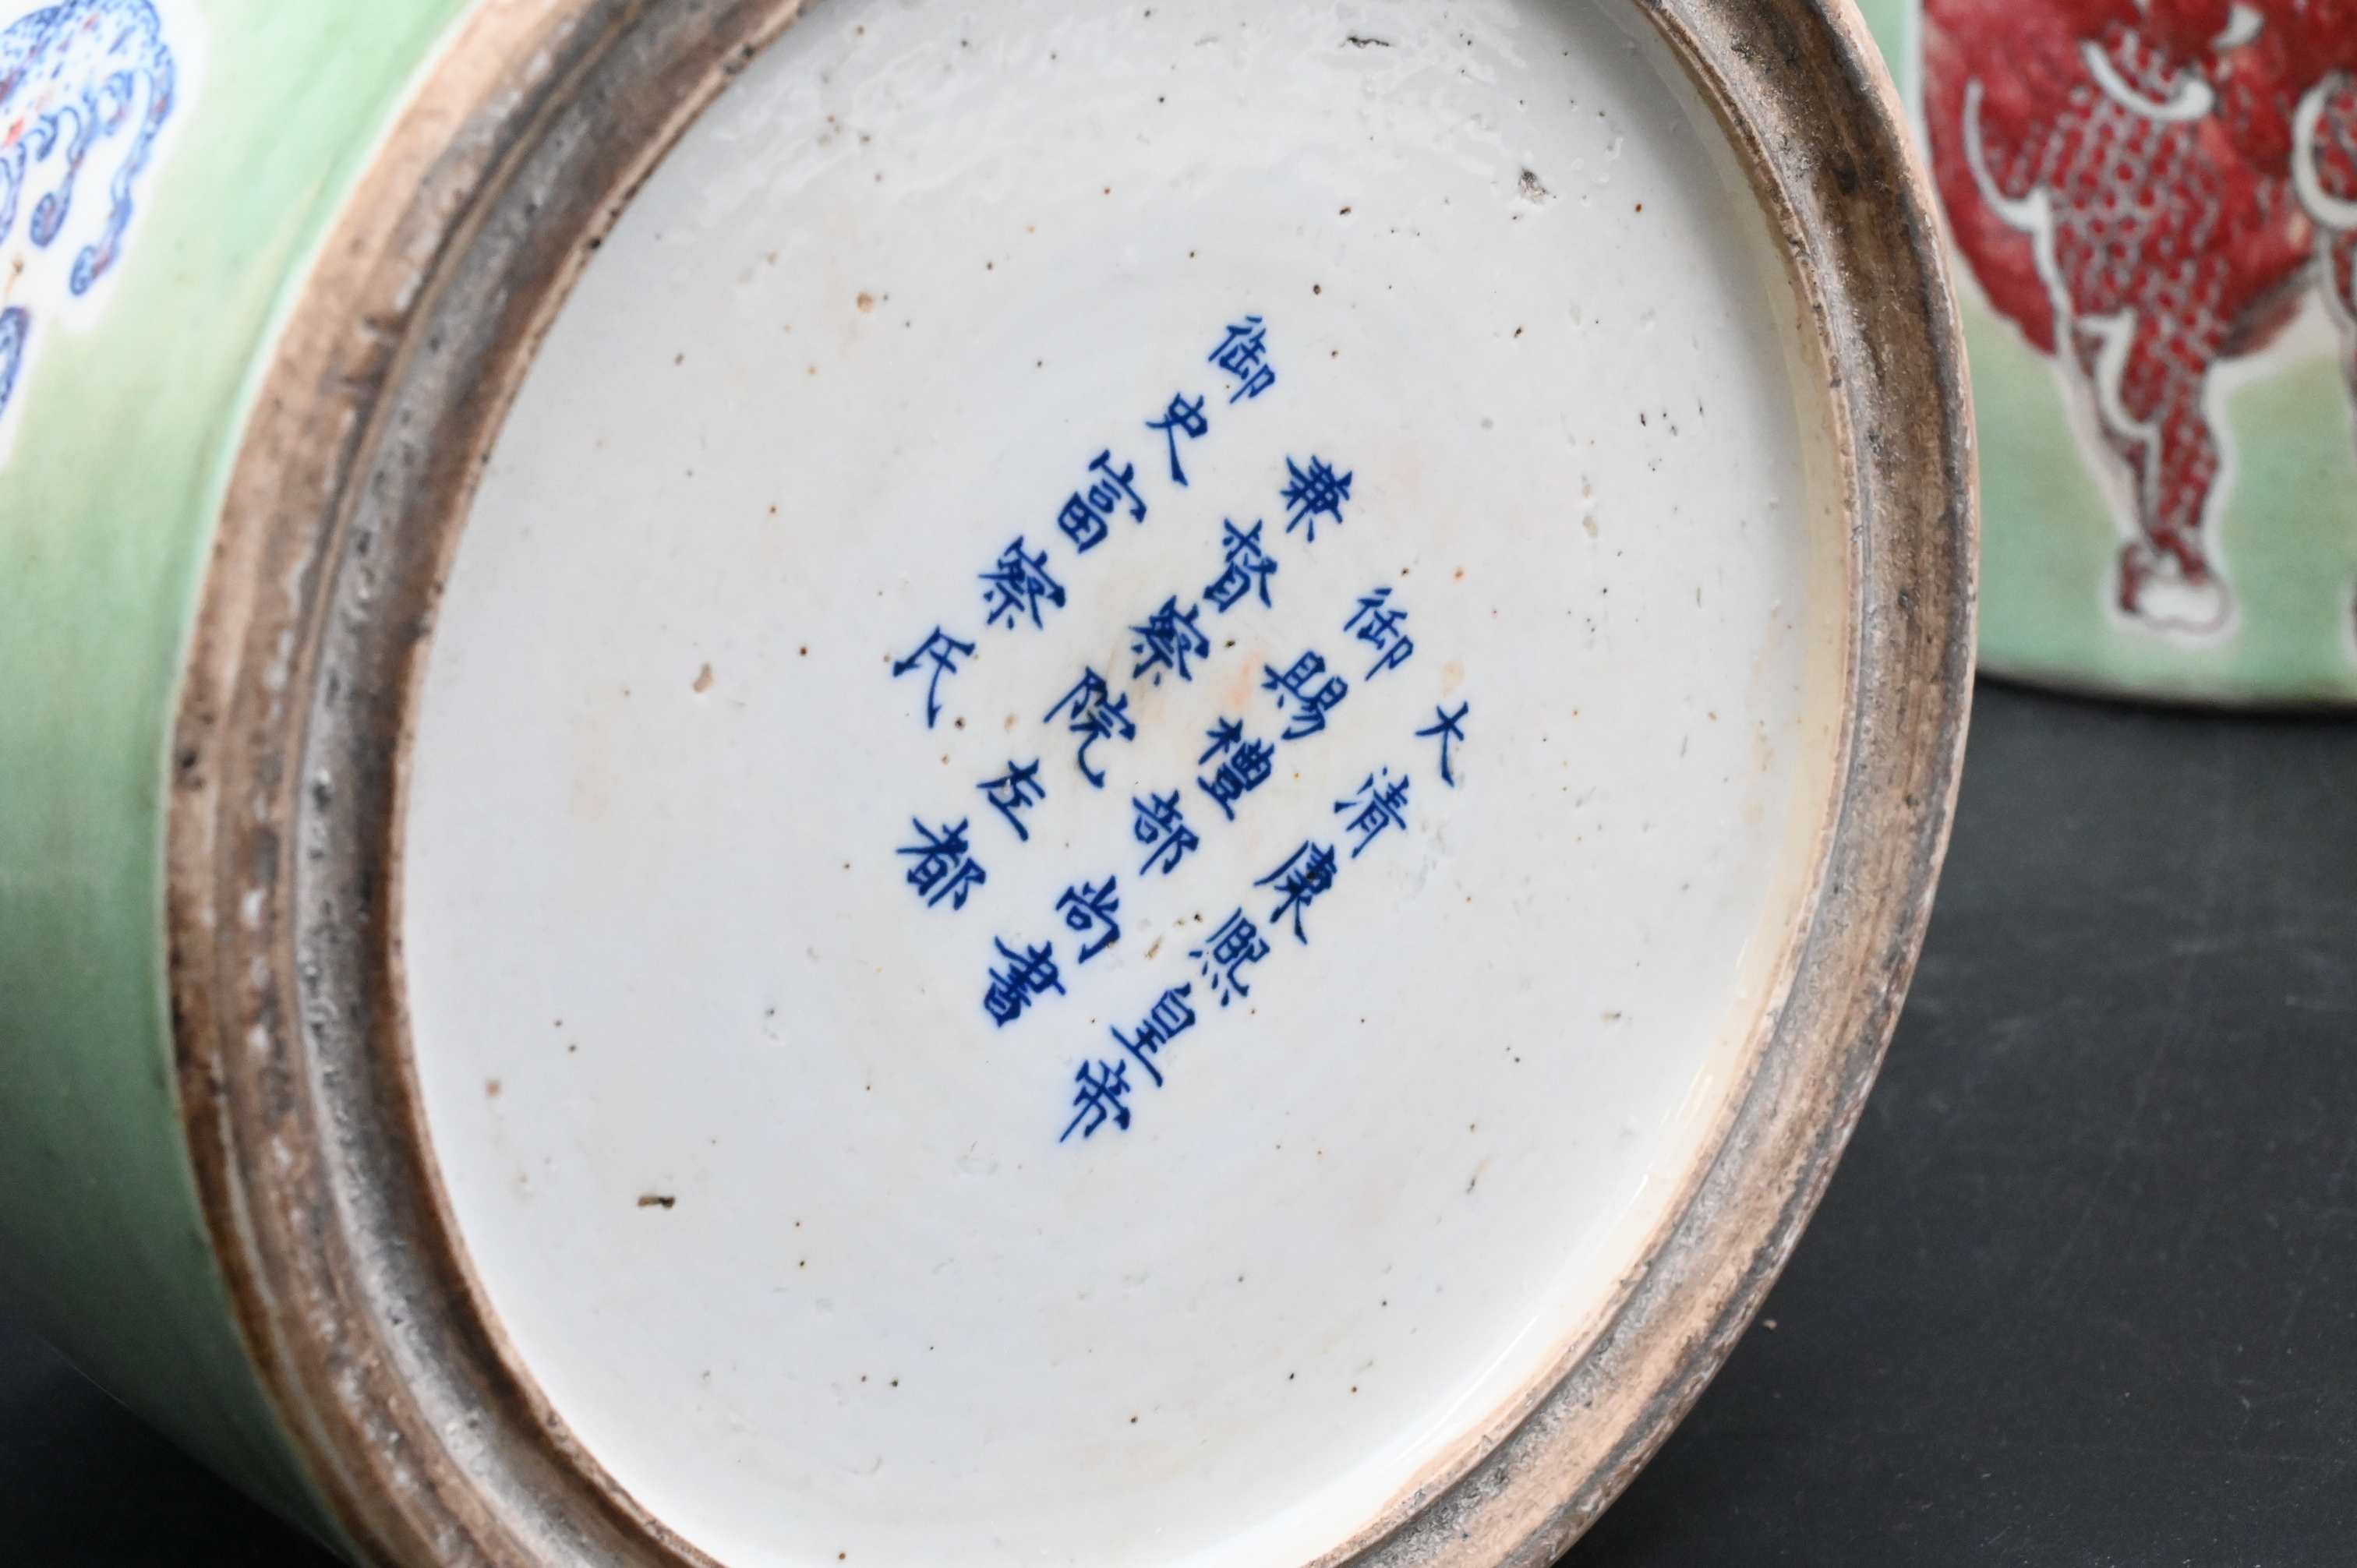 大清康熙皇帝
御賜禮部尚書
兼督察院左都
御史富察氏